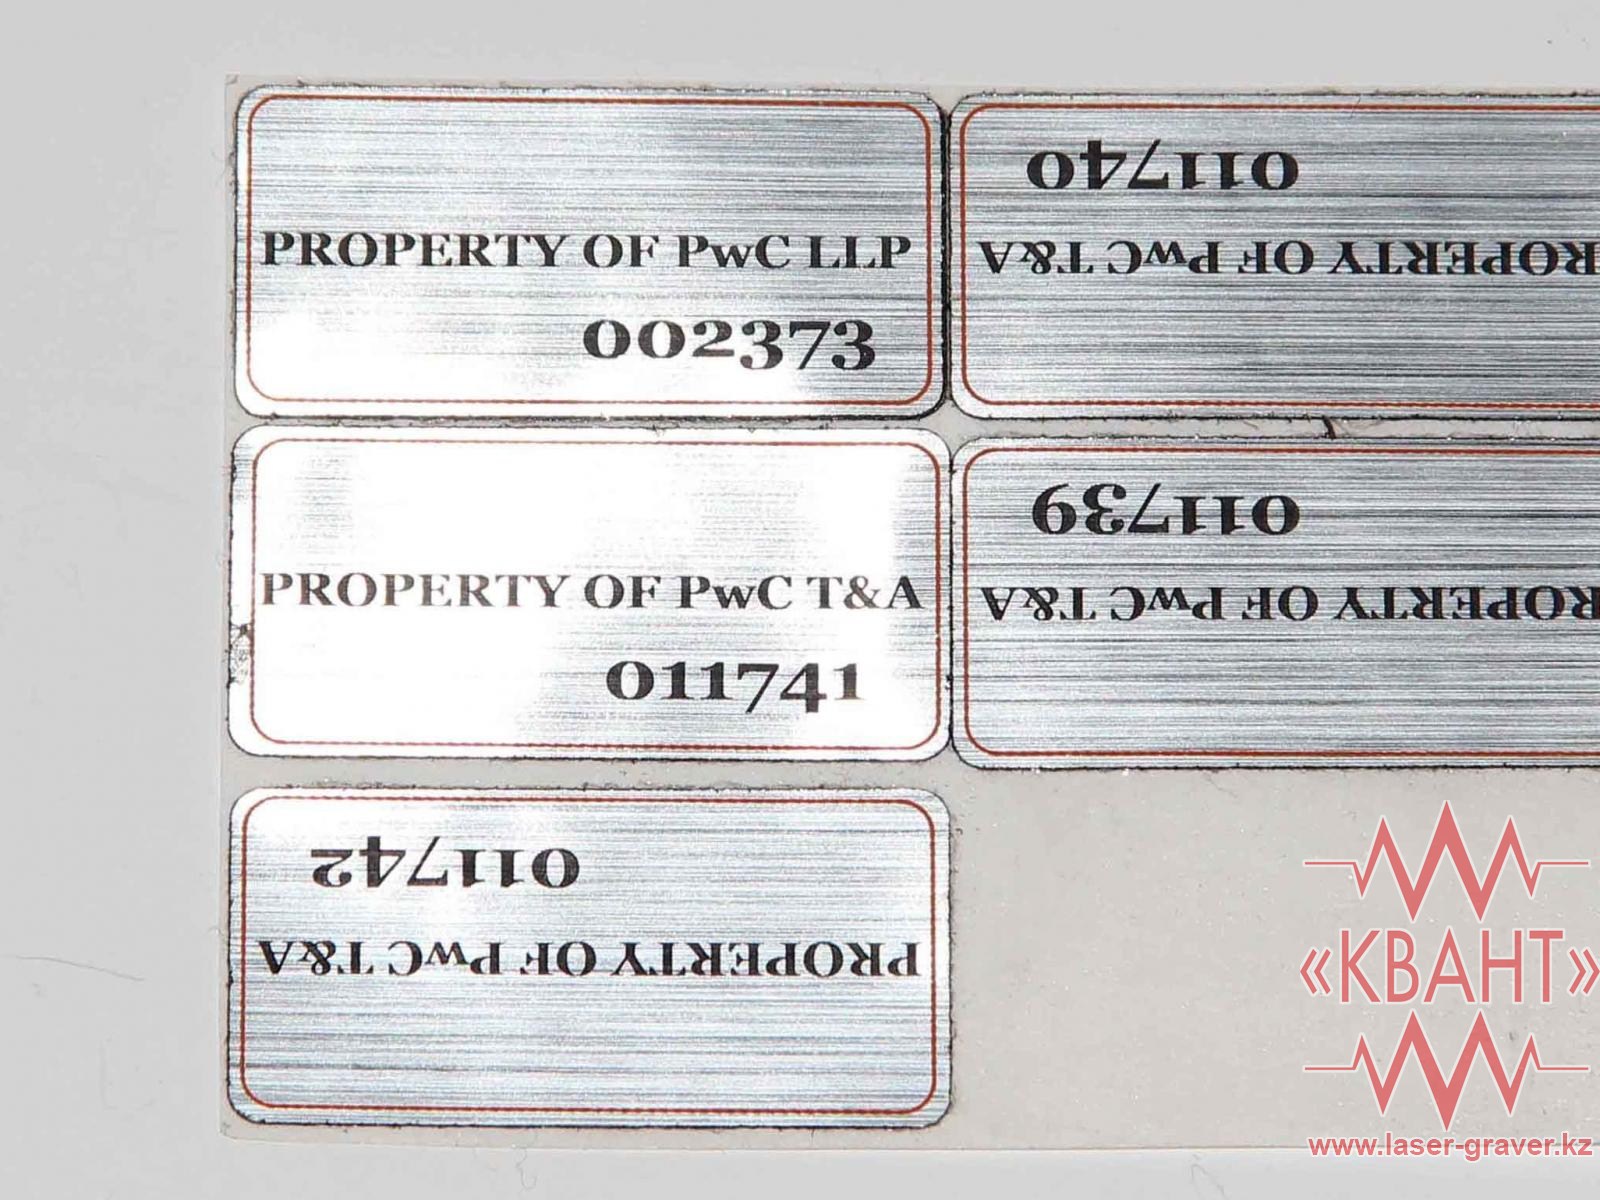 PROPERTY OF PwC LLP
002373
PROPERTY OF PwC T&A
011740
PROPERTY OF PwC T&A
011741
PROPERTY OF PwC T&A
011739
PROPERTY OF PwC T&A
011742
«КВАНТ»
www.laser-graver.kz